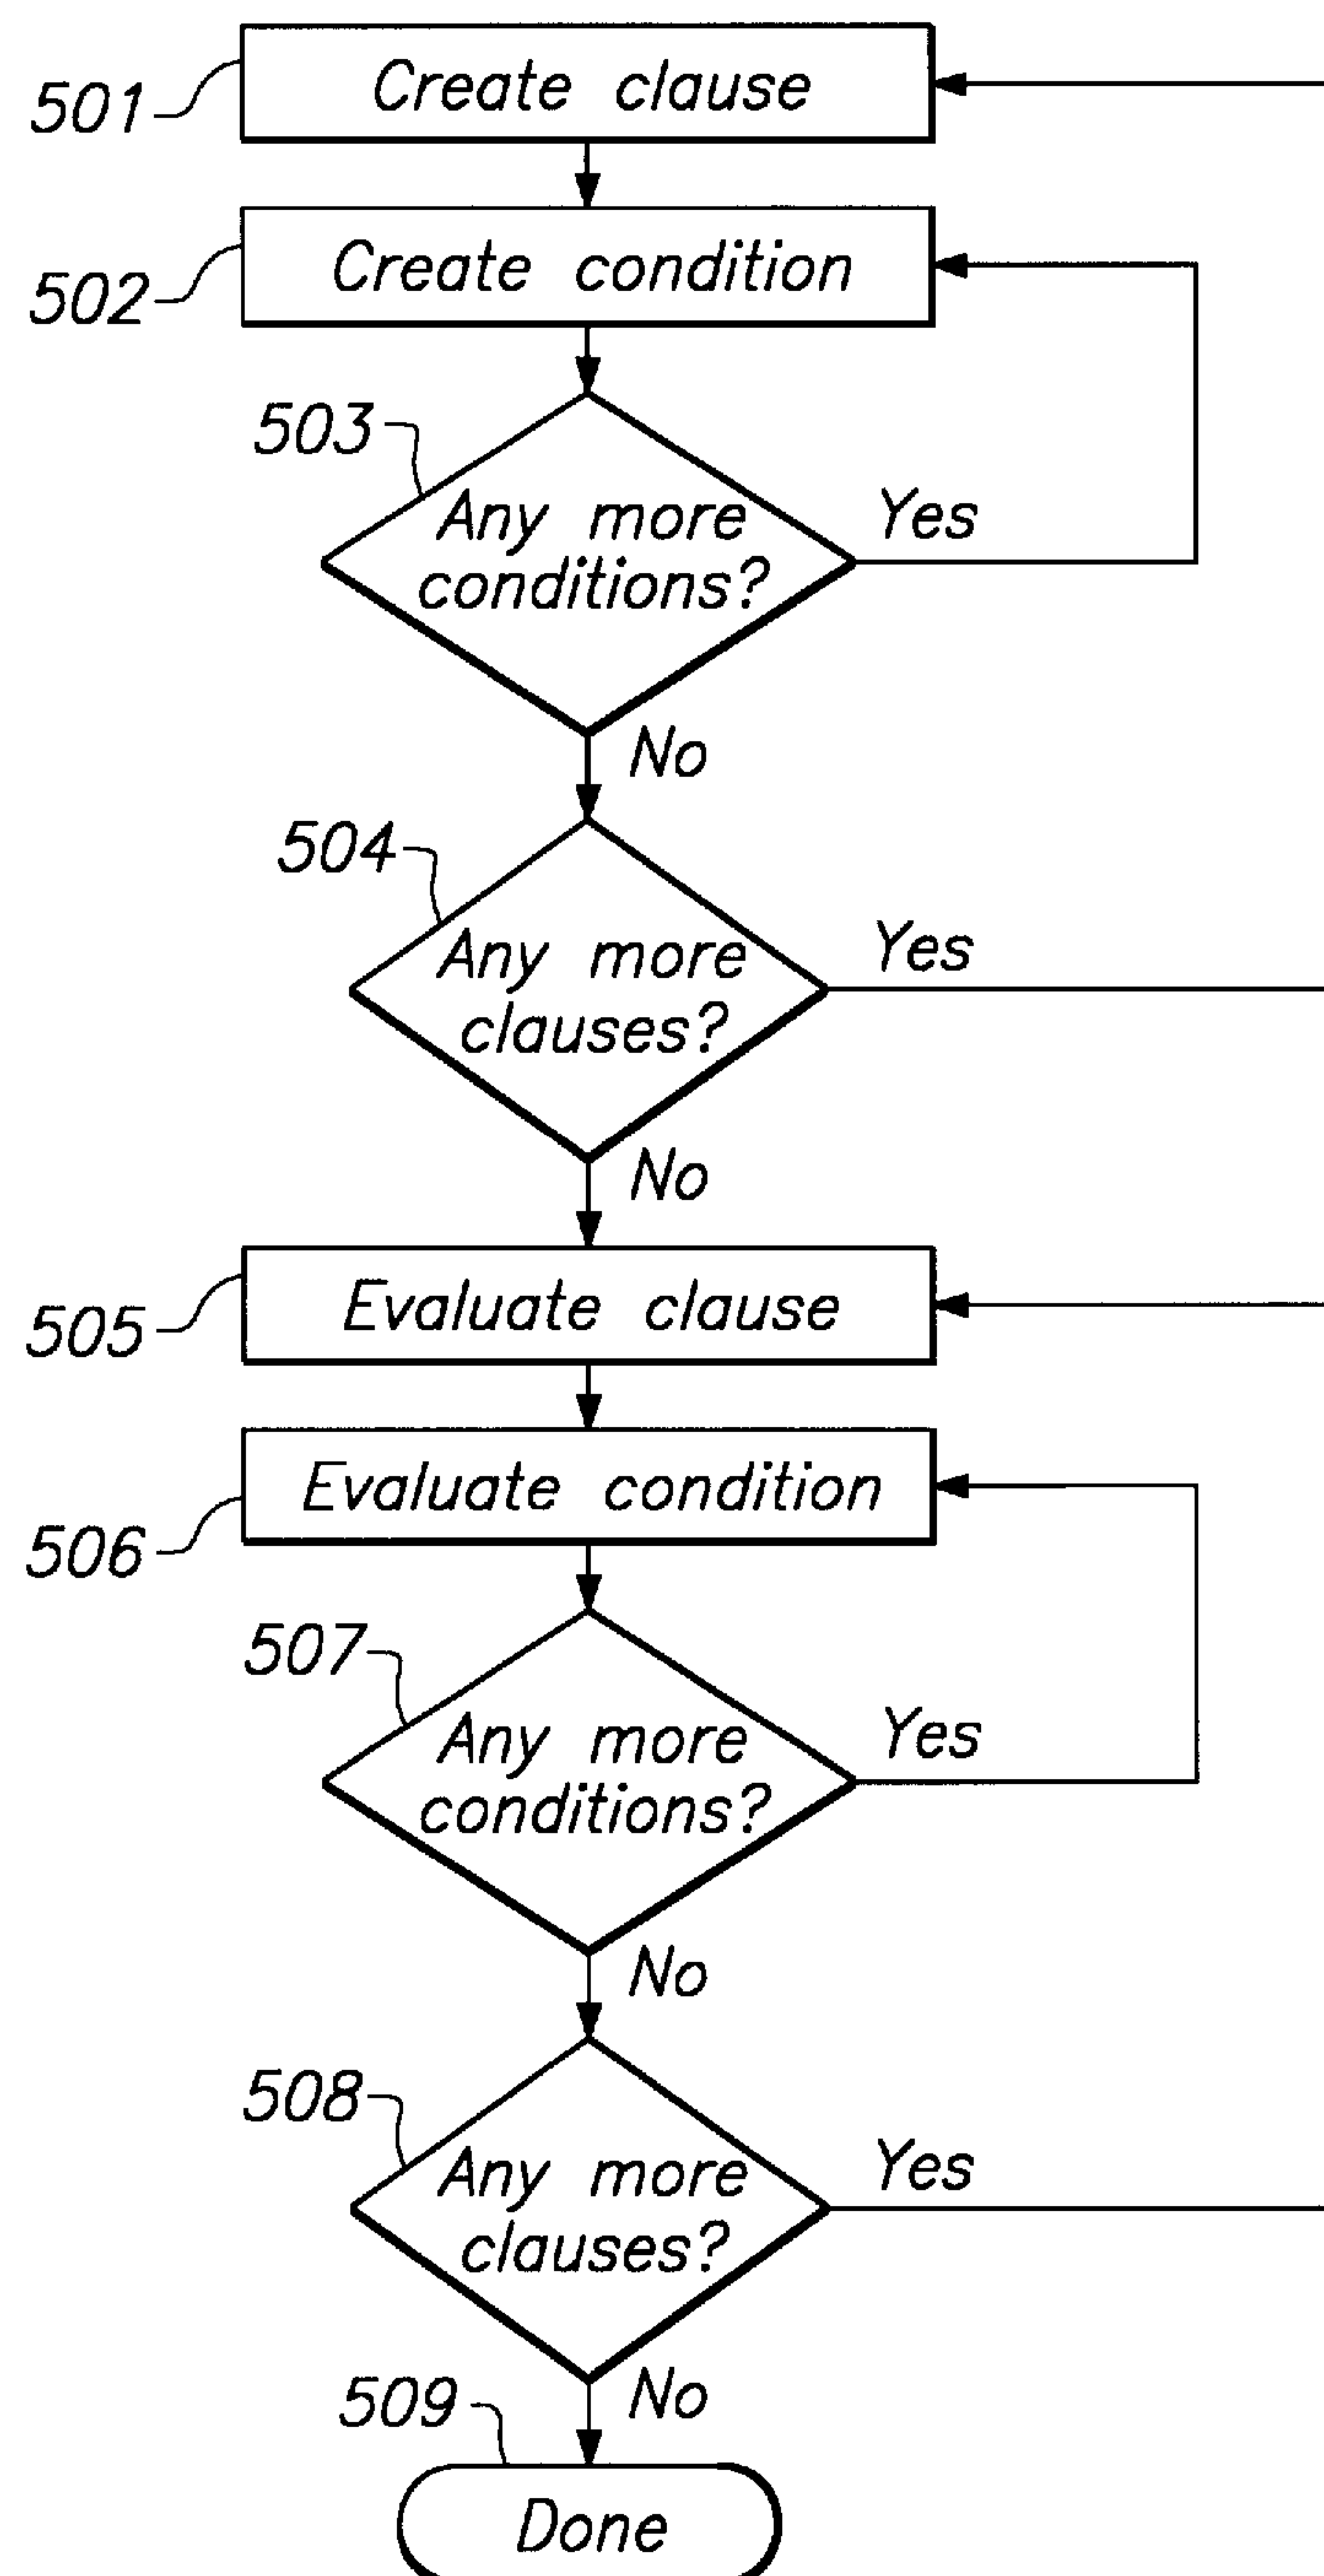 501
Create clause
502
Create condition
503
Any more
conditions?
Yes
No
504
Any more
clauses?
Yes
No
505
Evaluate clause
506
Evaluate condition
507
Any more
conditions?
Yes
No
508
Any more
clauses?
Yes
No
509
Done